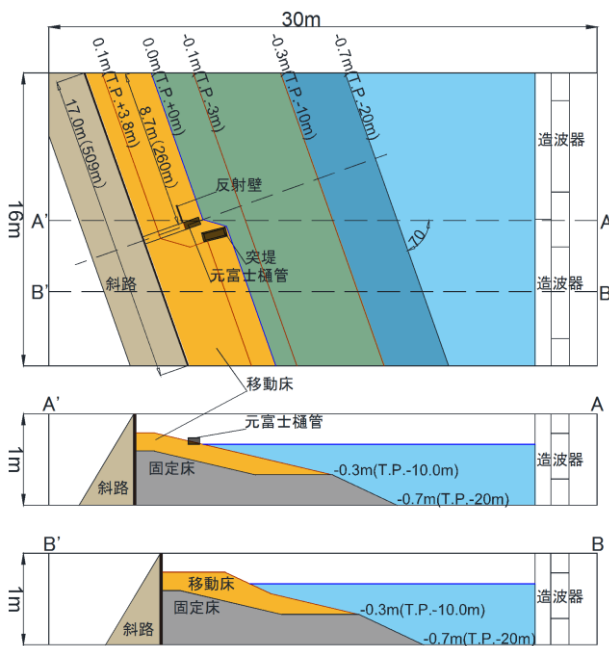 30m
0.1m(T.P.+3.8m)
0.0m(T.P.+0m)
-0.1m(T.P.-3m)
-0.3m(T.P.-10m)
-0.7m(T.P.-20m)
17.0m(509m)
8.7m(260m)
16m
反射壁
造波器
A'
A
70
突堤
元富士樋管
斜路
造波器
B'
B
移動床
A'
元富士樋管
A
1m
固定床
斜路
-0.3m(T.P.-10.0m)
-0.7m(T.P.-20m)
造波器
B'
B
1m
移動床
固定床
斜路
-0.3m(T.P.-10.0m)
-0.7m(T.P.-20m)
造波器